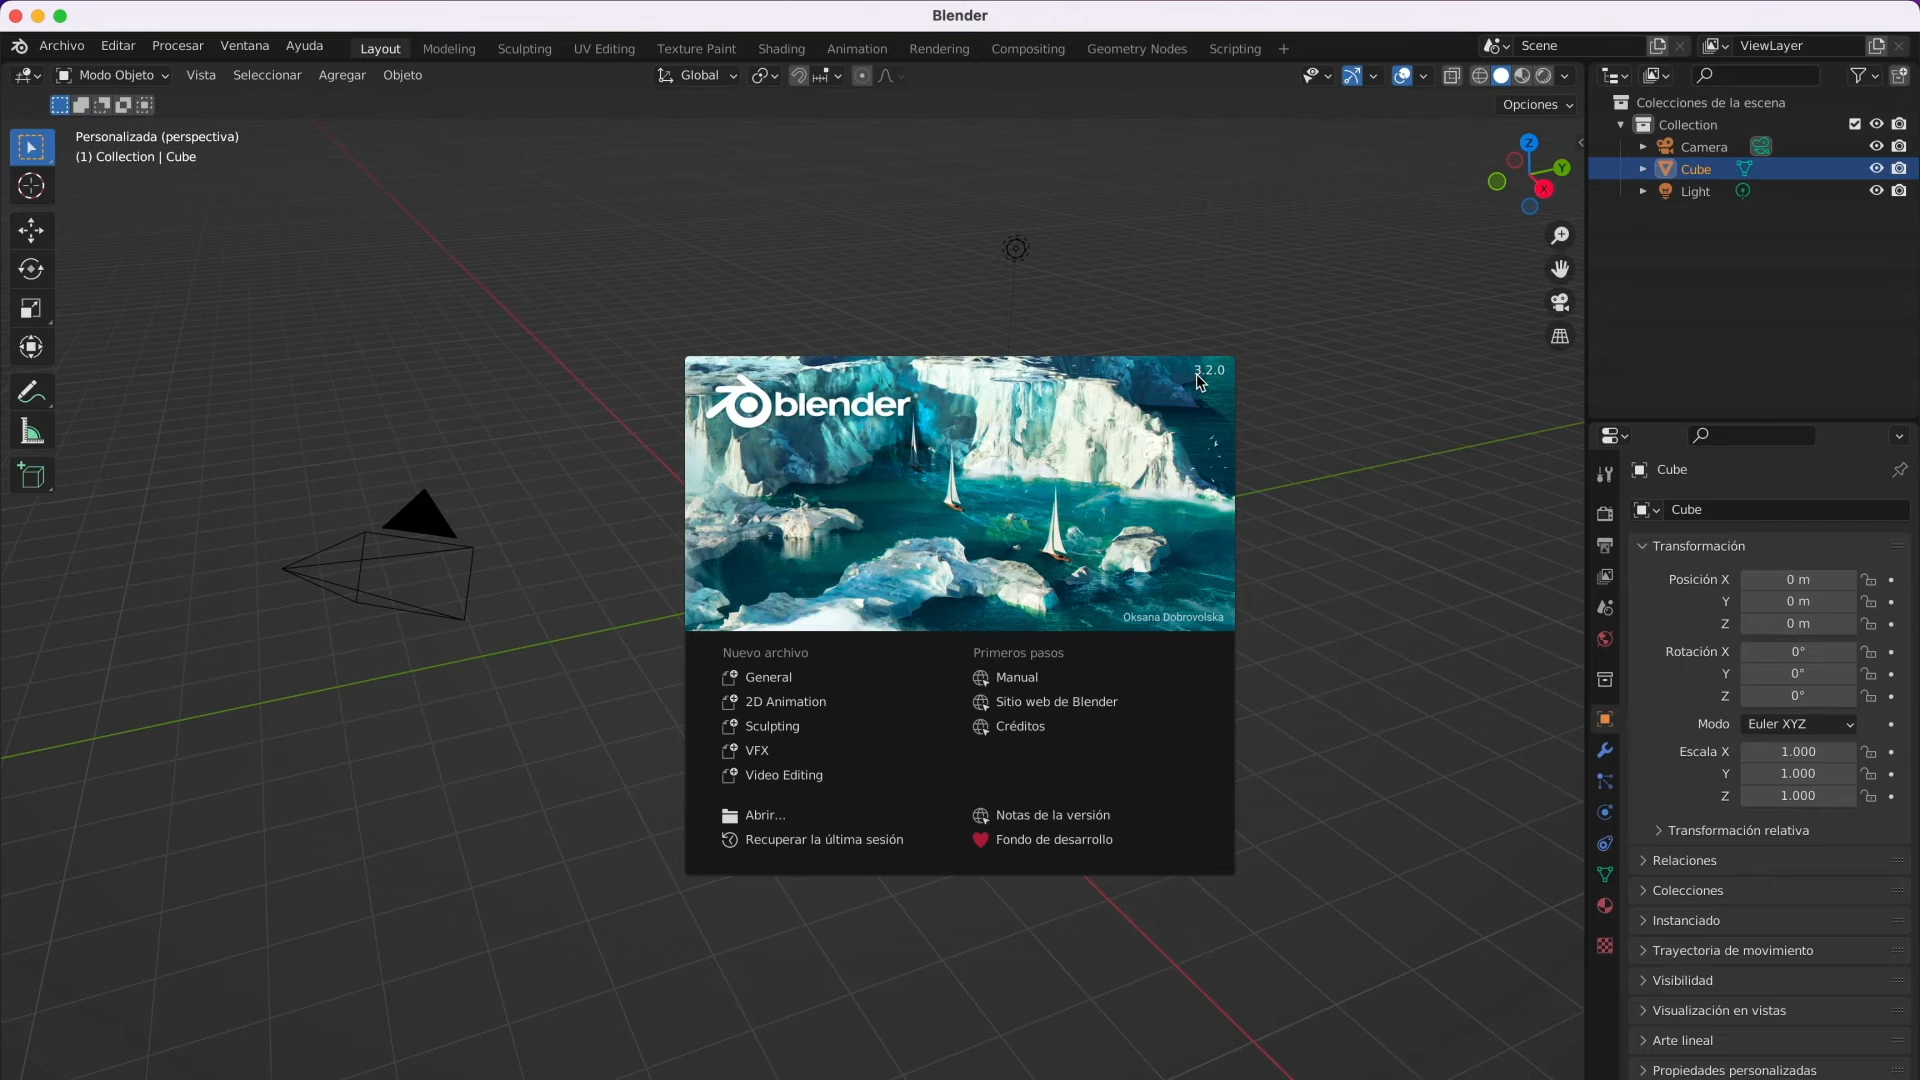 Blender
Archivo Editar Procesar Ventana Ayuda Layout Modeling Sculpting UV Editing Texture Paint Shading Animation Rendering Compositing Geometry Nodes Scripting + Scene ViewLayer
Modo Objeto Vista Seleccionar Agregar Objeto Global
Opciones
Personalizada (perspectiva)
(1) Collection | Cube
Z
Y
X
Colecciones de la escena
Collection
Camera
Cube
Light
3.2.0
blender
Oksana Dobrovolska
Nuevo archivo
General
2D Animation
Sculpting
VFX
Video Editing
Abrir...
Recuperar la última sesión
Primeros pasos
Manual
Sitio web de Blender
Créditos
Notas de la versión
Fondo de desarrollo
Cube
Cube
Transformación
Posición X 0 m
Y 0 m
Z 0 m
Rotación X 0°
Y 0°
Z 0°
Modo Euler XYZ
Escala X 1.000
Y 1.000
Z 1.000
Transformación relativa
Relaciones
Colecciones
Instanciado
Trayectoria de movimiento
Visibilidad
Visualización en vistas
Arte lineal
Propiedades personalizadas